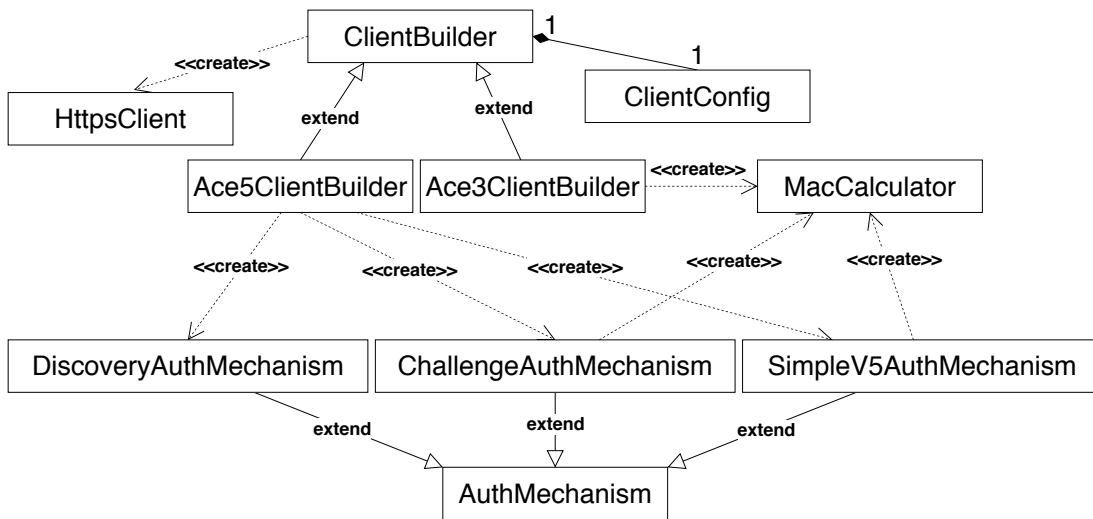 ClientBuilder
1
<<create>>
1
HttpsClient
ClientConfig
extend
extend
Ace5ClientBuilder
Ace3ClientBuilder
<<create>>
MacCalculator
<<create>>
<<create>>
<<create>>
<<create>>
<<create>>
DiscoveryAuthMechanism
ChallengeAuthMechanism
SimpleV5AuthMechanism
extend
extend
extend
AuthMechanism